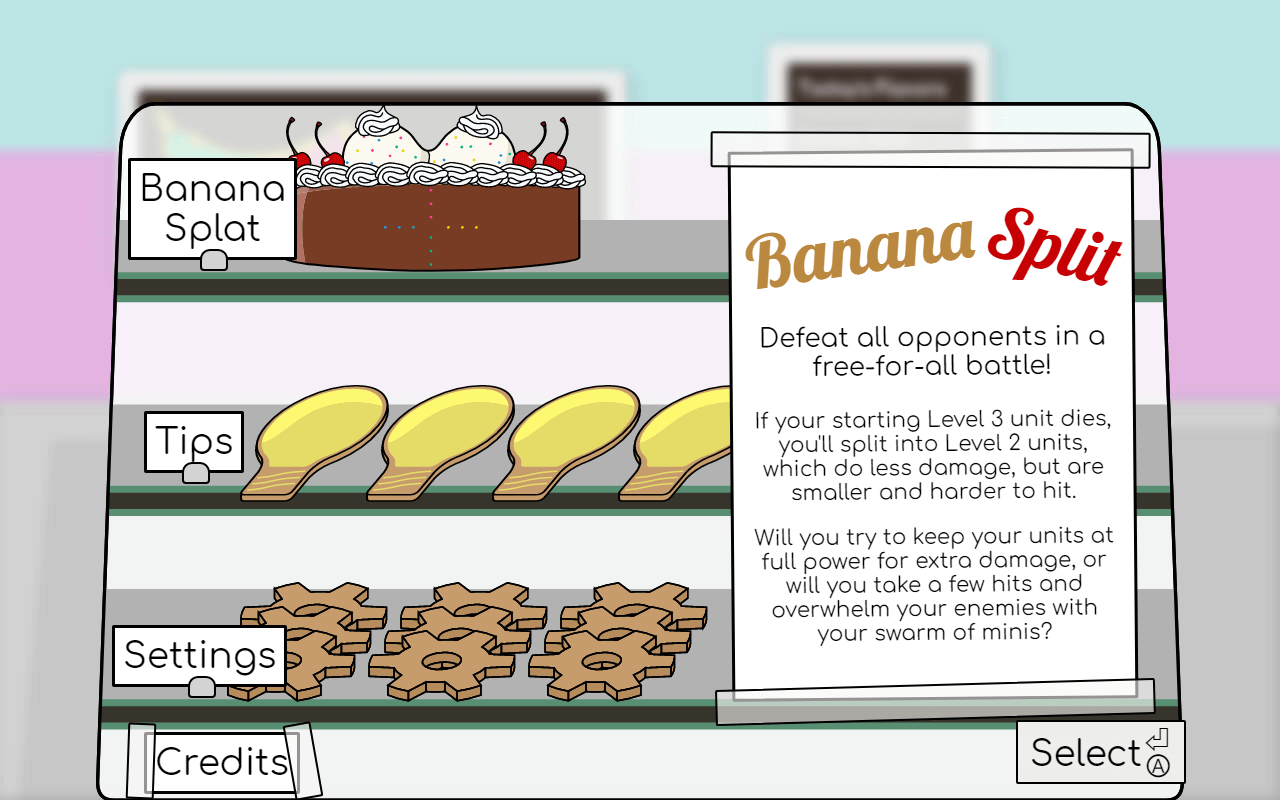 Today's Flavors
Banana
Splat
Tips
Settings
Credits
Banana Split
Defeat all opponents in a
free-for-all battle!
If your starting Level 3 unit dies,
you'll split into Level 2 units,
which do less damage, but are
smaller and harder to hit.
Will you try to keep your units at
full power for extra damage, or
will you take a few hits and
overwhelm your enemies with
your swarm of minis?
Select
A